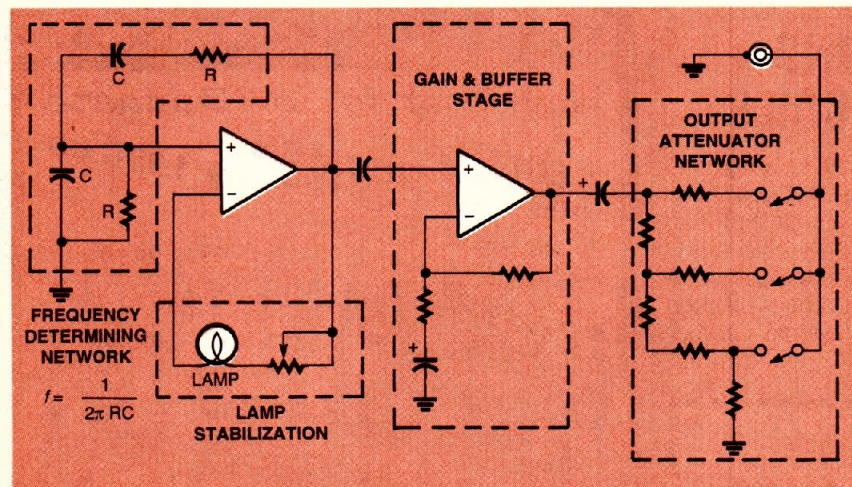 C
R
GAIN & BUFFER
STAGE
OUTPUT
ATTENUATOR
NETWORK
+
−
C
R
+
−
+
FREQUENCY
DETERMINING
NETWORK
f = 1 / 2π RC
LAMP
LAMP
STABILIZATION
+